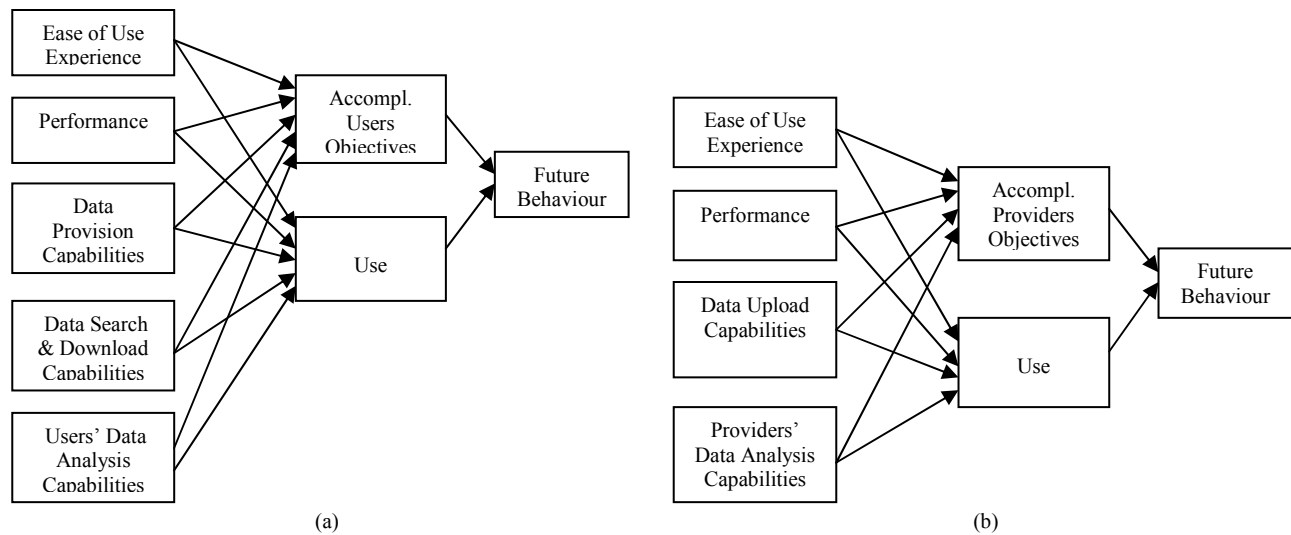 Ease of Use
Experience
Performance
Data
Provision
Capabilities
Data Search
& Download
Capabilities
Users' Data
Analysis
Capabilities
Accompl.
Users
Objectives
Use
Future
Behaviour
(a)
Ease of Use
Experience
Performance
Data Upload
Capabilities
Providers'
Data Analysis
Capabilities
Accompl.
Providers
Objectives
Use
Future
Behaviour
(b)